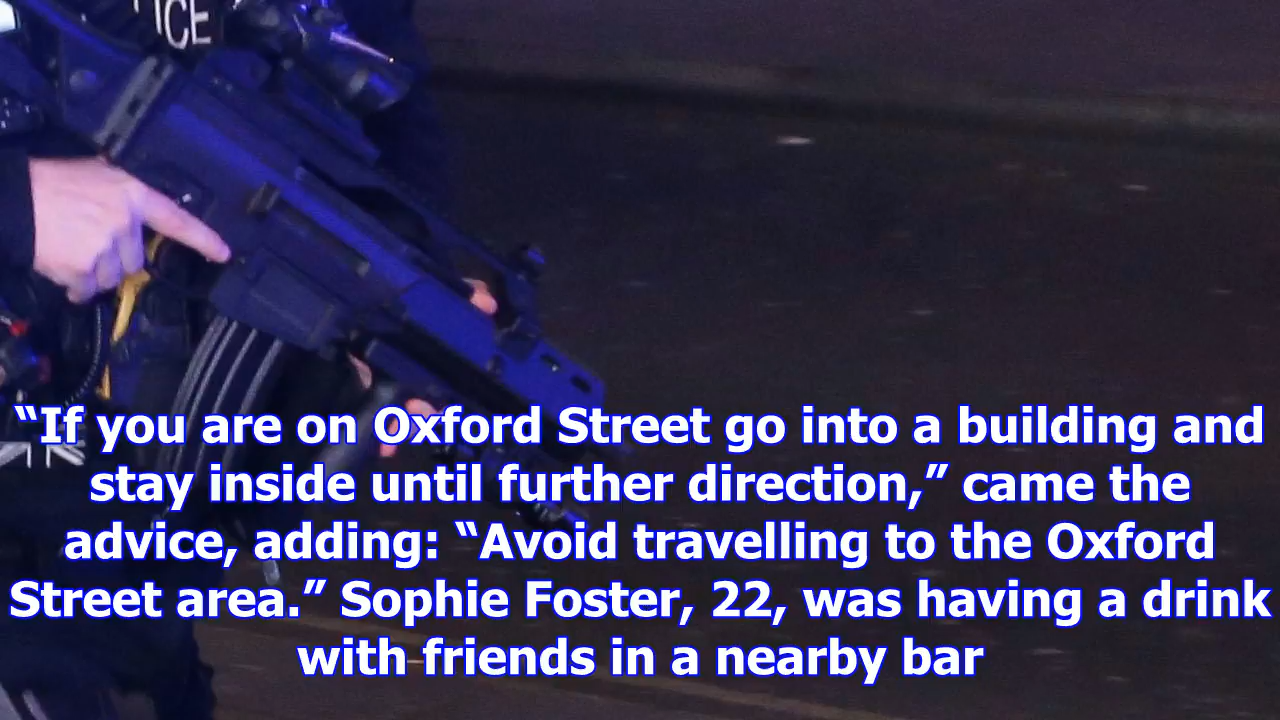 ICE
“If you are on Oxford Street go into a building and
stay inside until further direction,” came the
advice, adding: “Avoid travelling to the Oxford
Street area.” Sophie Foster, 22, was having a drink
with friends in a nearby bar